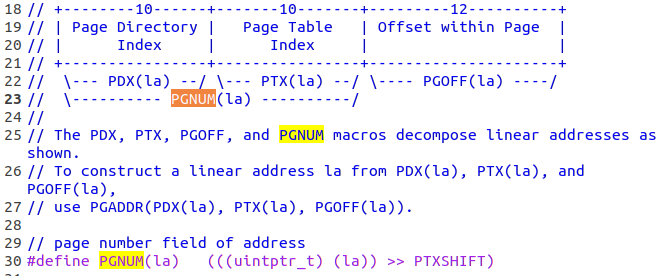 18 // +--------10------+-------10-------+---------12----------+
19 // | Page Directory |   Page Table   | Offset within Page  |
20 // |      Index     |      Index     |                     |
21 // +----------------+----------------+---------------------+
22 //  \--- PDX(la) --/ \--- PTX(la) --/ \---- PGOFF(la) ----/
23 //  \---------- PGNUM(la) ----------/
24 //
25 // The PDX, PTX, PGOFF, and PGNUM macros decompose linear addresses as
shown.
26 // To construct a linear address la from PDX(la), PTX(la), and
PGOFF(la),
27 // use PGADDR(PDX(la), PTX(la), PGOFF(la)).
28
29 // page number field of address
30 #define PGNUM(la)   (((uintptr_t) (la)) >> PTXSHIFT)